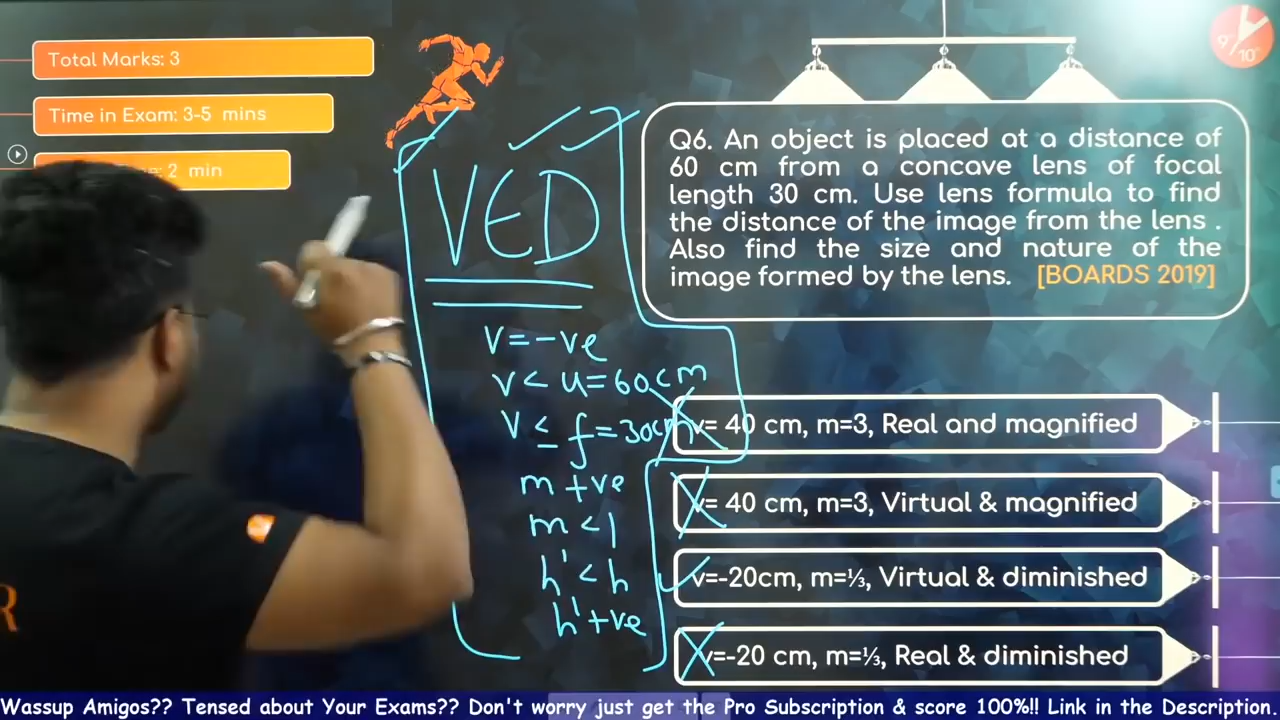 Total Marks: 3
Time in Exam: 3-5 mins
2 min
VED
v=-ve
v < u=60cm
v ≤ f=30cm
m +ve
m < 1
h' < h
h' +ve
Q6. An object is placed at a distance of
60 cm from a concave lens of focal
length 30 cm. Use lens formula to find
the distance of the image from the lens .
Also find the size and nature of the
image formed by the lens. [BOARDS 2019]
v= 40 cm, m=3, Real and magnified
v= 40 cm, m=3, Virtual & magnified
v=-20cm, m=⅓, Virtual & diminished
v=-20 cm, m=⅓, Real & diminished
9
10
R
Wassup Amigos?? Tensed about Your Exams?? Don't worry just get the Pro Subscription & score 100%!! Link in the Description.